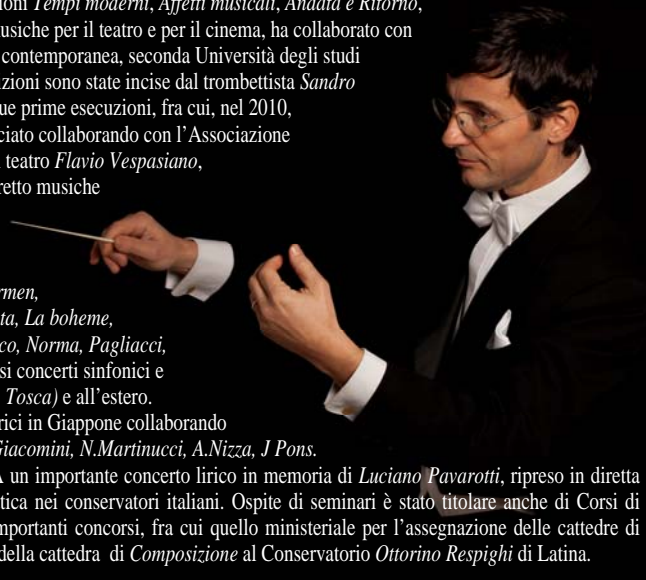 oni Tempi moderni, Affetti musicali, Andata e Ritorno,
usiche per il teatro e per il cinema, ha collaborato con
contemporanea, seconda Università degli studi
zioni sono state incise dal trombettista Sandro
ue prime esecuzioni, fra cui, nel 2010,
ciato collaborando con l’Associazione
teatro Flavio Vespasiano,
retto musiche
rmen,
ta, La boheme,
co, Norma, Pagliacci,
si concerti sinfonici e
Tosca) e all’estero.
rici in Giappone collaborando
Giacomini, N.Martinucci, A.Nizza, J Pons.
A un importante concerto lirico in memoria di Luciano Pavarotti, ripreso in diretta
tica nei conservatori italiani. Ospite di seminari è stato titolare anche di Corsi di
mportanti concorsi, fra cui quello ministeriale per l’assegnazione delle cattedre di
della cattedra di Composizione al Conservatorio Ottorino Respighi di Latina.